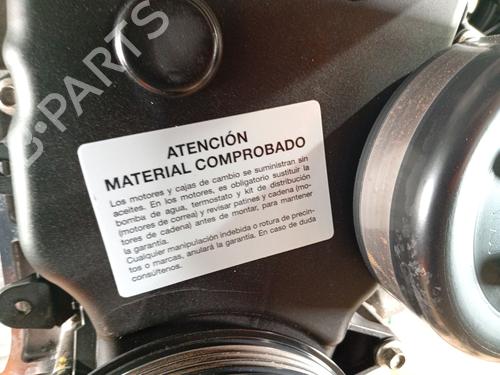 B-PARTS
ATENCIÓN
MATERIAL COMPROBADO
Los motores y cajas de cambio se suministran sin
aceites. En los motores, es obligatorio sustituir la
bomba de agua, termostato y kit de distribución
(motores de correa) y revisar patines y cadena (mo-
tores de cadena) antes de montar, para mantener
la garantía.
Cualquier manipulación indebida o rotura de precin-
tos o marcas, anulará la garantía. En caso de duda
consúltenos.